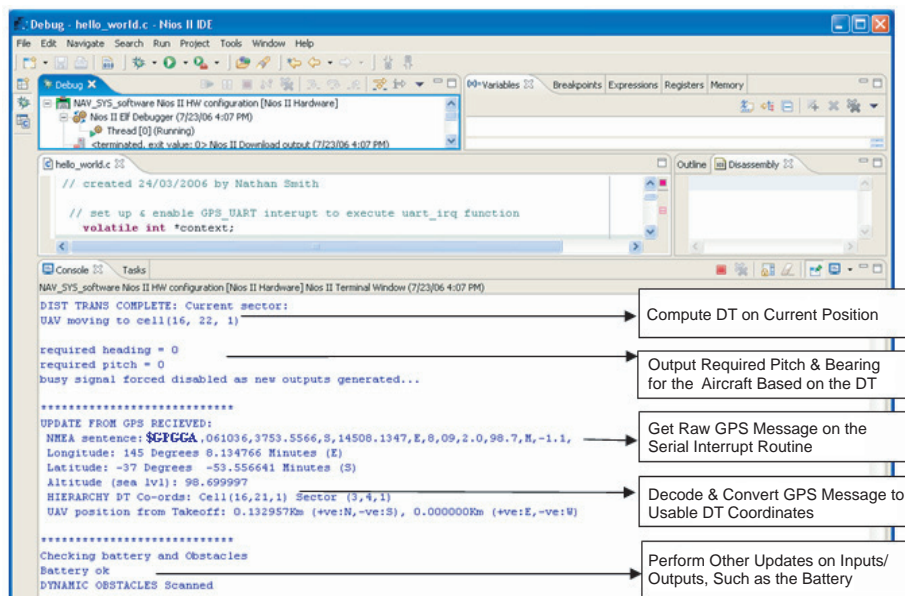 Debug - hello_world.c - Nios II IDE
File Edit Navigate Search Run Project Tools Window Help
Debug
(x)= Variables Breakpoints Expressions Registers Memory
NAV_SYS_software Nios II HW configuration [Nios II Hardware]
Nios II Elf Debugger (7/23/06 4:07 PM)
Thread [0] (Running)
<terminated, exit value: 0> Nios II Download output (7/23/06 4:07 PM)
hello_world.c
Outline Disassembly
// created 24/03/2006 by Nathan Smith
// set up & enable GPS_UART interupt to execute uart_irq function
volatile int *context;
Console Tasks
NAV_SYS_software Nios II HW configuration [Nios II Hardware] Nios II Terminal Window (7/23/06 4:07 PM)
DIST TRANS COMPLETE: Current sector:
UAV moving to cell(16, 22, 1)
Compute DT on Current Position
required heading = 0
required pitch = 0
busy signal forced disabled as new outputs generated...
Output Required Pitch & Bearing
for the Aircraft Based on the DT
****************************
UPDATE FROM GPS RECIEVED:
NMEA sentence: $GPGGA,061036,3753.5566,S,14508.1347,E,8,09,2.0,98.7,M,-1.1,
Get Raw GPS Message on the
Serial Interrupt Routine
Longitude: 145 Degrees 8.134766 Minutes (E)
Latitude: -37 Degrees -53.556641 Minutes (S)
Altitude (sea lvl): 98.699997
HIERARCHY DT Co-ords: Cell(16,21,1) Sector (3,4,1)
UAV position from Takeoff: 0.132957Km (+ve:N,-ve:S), 0.000000Km (+ve:E,-ve:W)
Decode & Convert GPS Message to
Usable DT Coordinates
****************************
Checking battery and Obstacles
Battery ok
DYNAMIC OBSTACLES Scanned
Perform Other Updates on Inputs/
Outputs, Such as the Battery